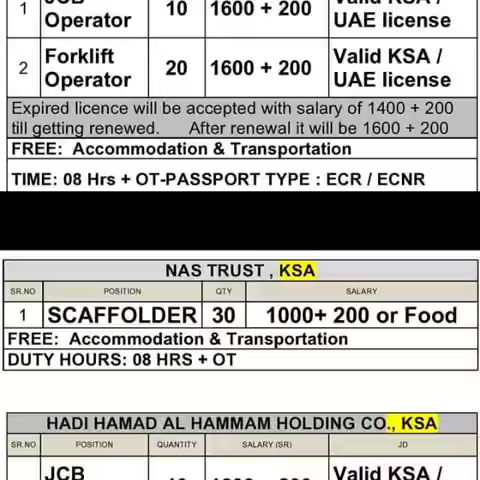 1 JCB Operator 10 1600 + 200 Valid KSA / UAE license
2 Forklift Operator 20 1600 + 200 Valid KSA / UAE license
Expired licence will be accepted with salary of 1400 + 200
till getting renewed. After renewal it will be 1600 + 200
FREE: Accommodation & Transportation
TIME: 08 Hrs + OT-PASSPORT TYPE : ECR / ECNR
NAS TRUST , KSA
SR.NO POSITION QTY SALARY
1 SCAFFOLDER 30 1000+ 200 or Food
FREE: Accommodation & Transportation
DUTY HOURS: 08 HRS + OT
HADI HAMAD AL HAMMAM HOLDING CO., KSA
SR.NO POSITION QUANTITY SALARY (SR) JD
JCB Valid KSA /